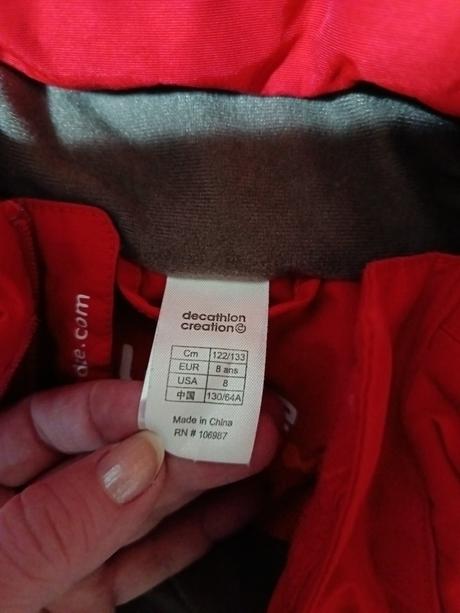 decathlon
creation©
Cm 122/133
EUR 8 ans
USA 8
中国 130/64A
Made in China
RN # 106987
.com